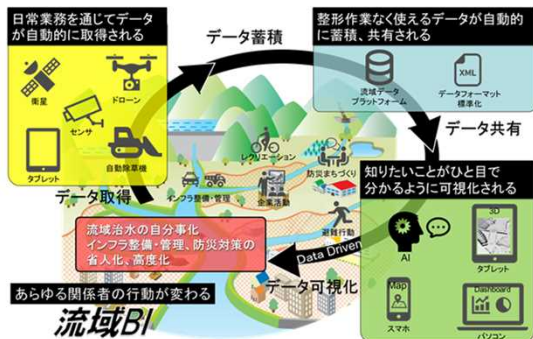 日常業務を通じてデータ
が自動的に取得される
衛星
ドローン
センサ
タブレット
自動除草機
データ取得
データ蓄積
整形作業なく使えるデータが自動的
に蓄積、共有される
流域データ
プラットフォーム
XML
データフォーマット
標準化
データ共有
知りたいことがひと目で
分かるように可視化される
AI
3D
タブレット
Map
スマホ
Dashboard
パソコン
データ可視化
Data Driven
レクリエーション
防災まちづくり
インフラ整備・管理
企業活動
避難行動
流域治水の自分事化
インフラ整備・管理、防災対策の
省人化、高度化
あらゆる関係者の行動が変わる
流域BI